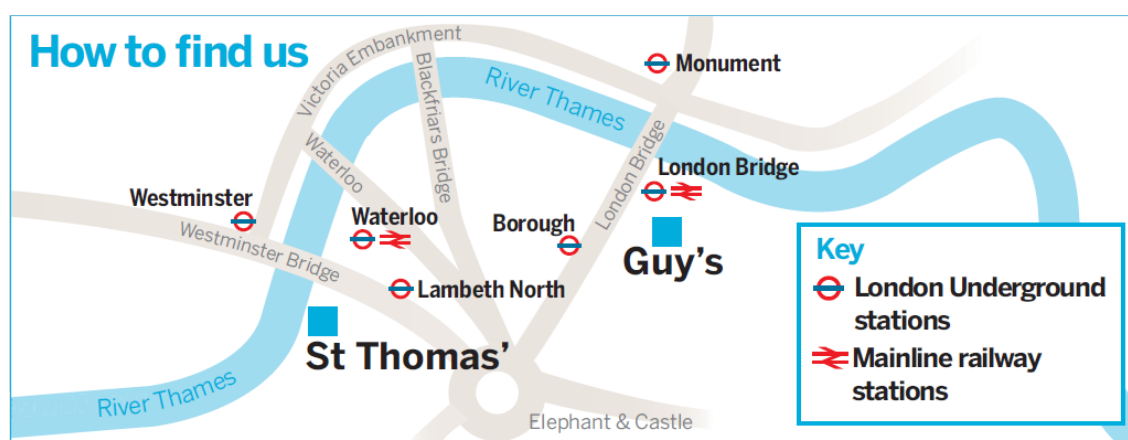 How to find us
Victoria Embankment
Blackfriars Bridge
River Thames
Monument
Waterloo
London Bridge
London Bridge
Westminster
Waterloo
Borough
Westminster Bridge
Guy's
Lambeth North
St Thomas'
River Thames
Elephant & Castle
Key
London Underground
stations
Mainline railway
stations